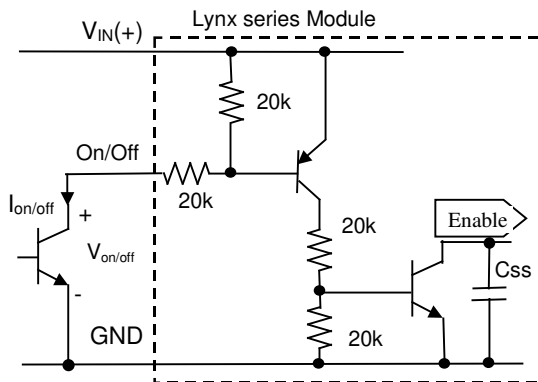 Lynx series Module
VIN(+)
20k
On/Off
20k
Ion/off
+
Von/off
-
20k
Enable
Css
20k
GND